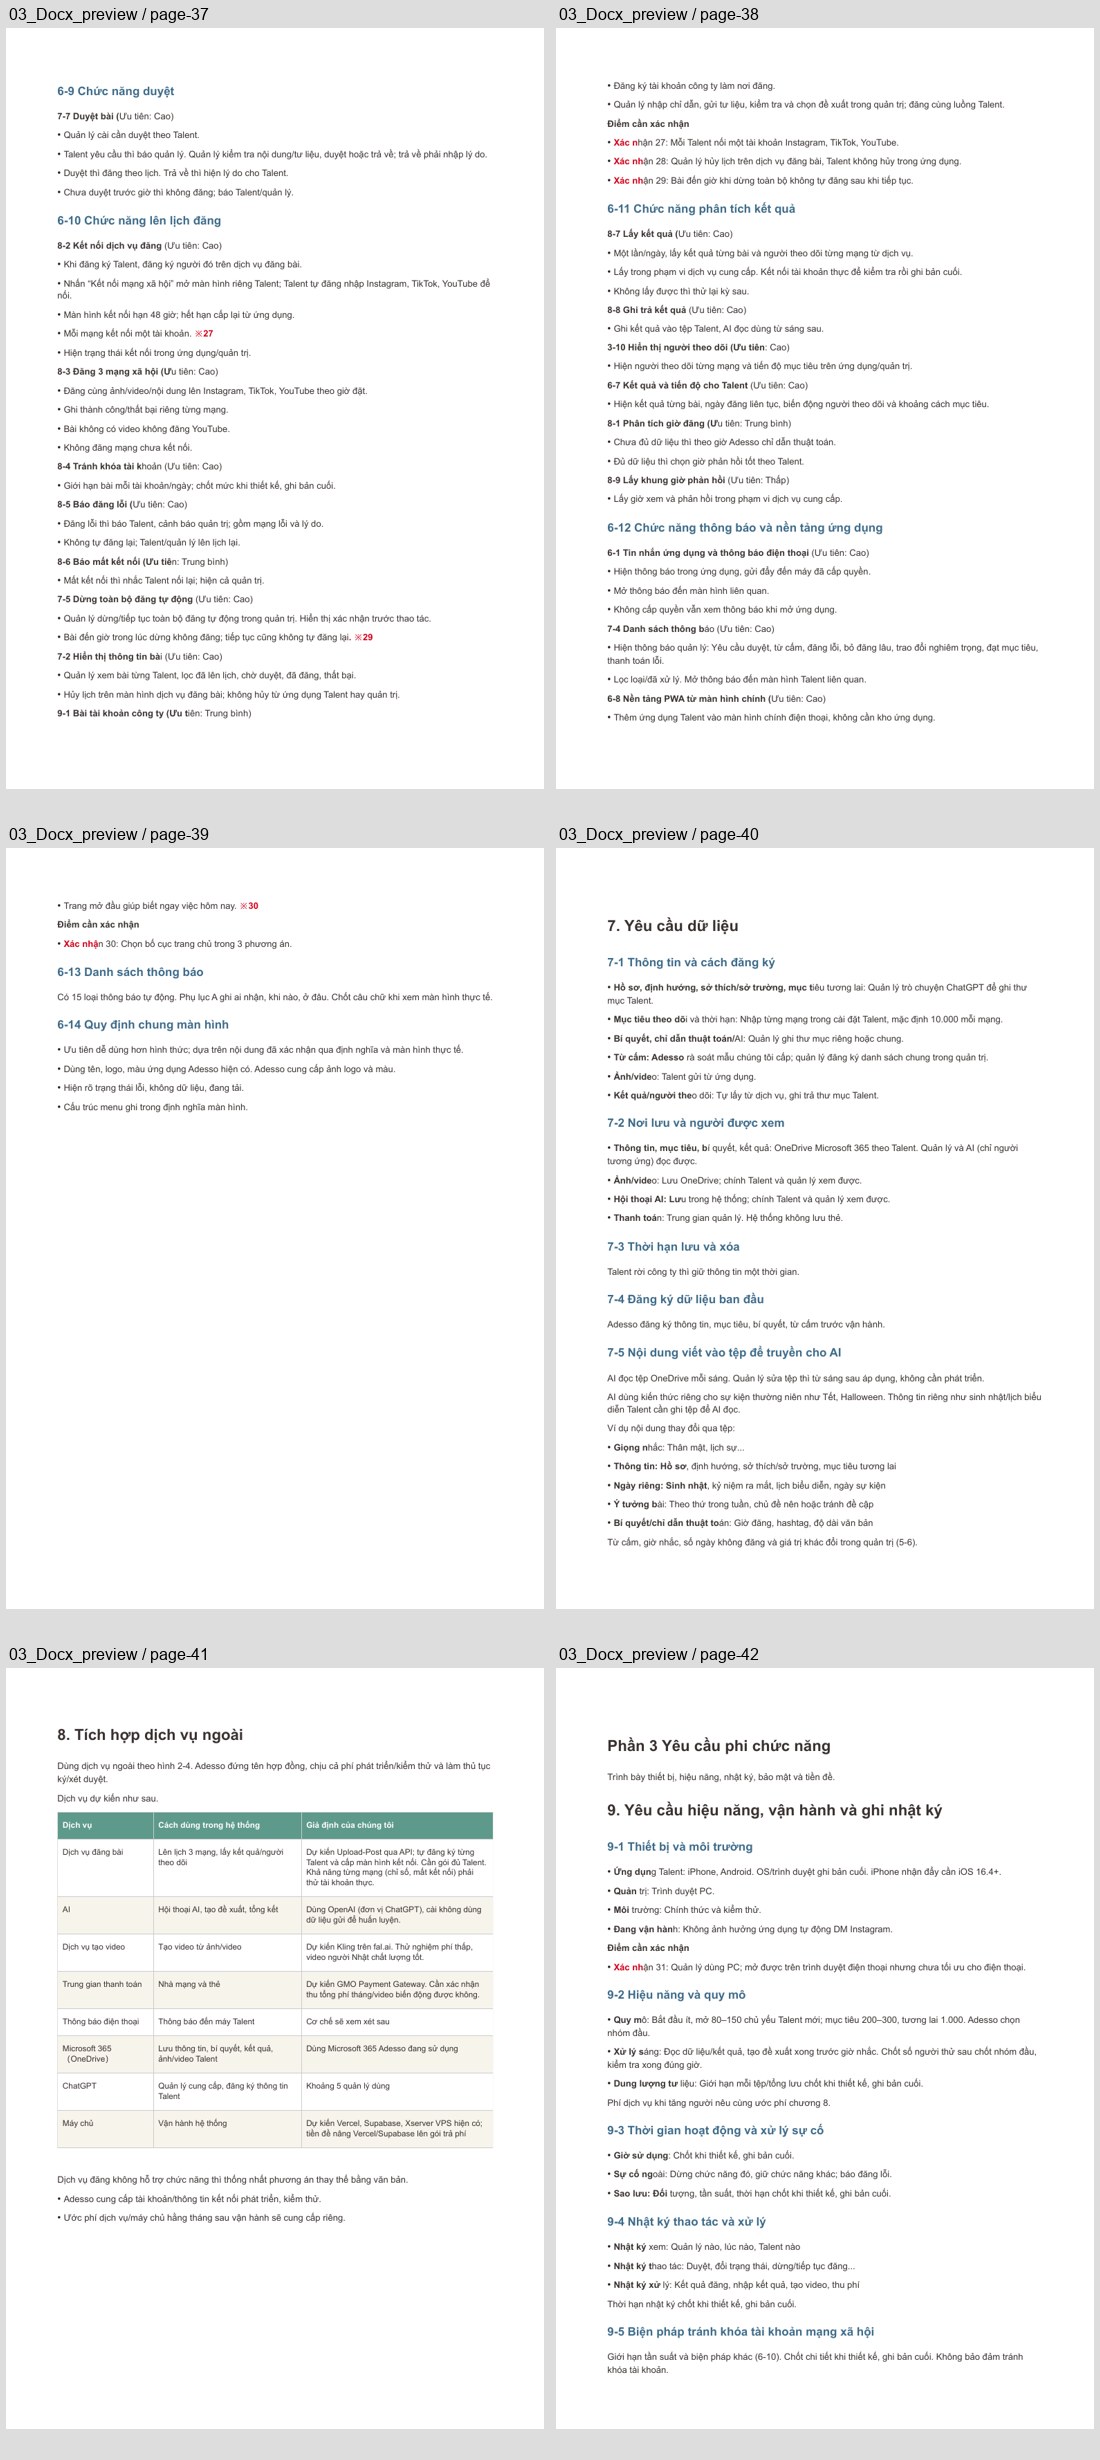 03_Docx_preview / page-37
6-9 Chức năng duyệt
7-7 Duyệt bài (Ưu tiên: Cao)
• Quản lý cài cần duyệt theo Talent.
• Talent yêu cầu thì báo quản lý. Quản lý kiểm tra nội dung/tư liệu, duyệt hoặc trả về; trả về phải nhập lý do.
• Duyệt thì đăng theo lịch. Trả về thì hiện lý do cho Talent.
• Chưa duyệt trước giờ thì không đăng; báo Talent/quản lý.
6-10 Chức năng lên lịch đăng
8-2 Kết nối dịch vụ đăng (Ưu tiên: Cao)
• Khi đăng ký Talent, đăng ký người đó trên dịch vụ đăng bài.
• Nhấn “Kết nối mạng xã hội” mở màn hình riêng Talent; Talent tự đăng nhập Instagram, TikTok, YouTube để
nối.
• Màn hình kết nối hạn 48 giờ; hết hạn cấp lại từ ứng dụng.
• Mỗi mạng kết nối một tài khoản. ※27
• Hiện trạng thái kết nối trong ứng dụng/quản trị.
8-3 Đăng 3 mạng xã hội (Ưu tiên: Cao)
• Đăng cùng ảnh/video/nội dung lên Instagram, TikTok, YouTube theo giờ đặt.
• Ghi thành công/thất bại riêng từng mạng.
• Bài không có video không đăng YouTube.
• Không đăng mạng chưa kết nối.
8-4 Tránh khóa tài khoản (Ưu tiên: Cao)
• Giới hạn bài mỗi tài khoản/ngày; chốt mức khi thiết kế, ghi bản cuối.
8-5 Báo đăng lỗi (Ưu tiên: Cao)
• Đăng lỗi thì báo Talent, cảnh báo quản trị; gồm mạng lỗi và lý do.
• Không tự đăng lại; Talent/quản lý lên lịch lại.
8-6 Báo mất kết nối (Ưu tiên: Trung bình)
• Mất kết nối thì nhắc Talent nối lại; hiện cả quản trị.
7-5 Dừng toàn bộ đăng tự động (Ưu tiên: Cao)
• Quản lý dừng/tiếp tục toàn bộ đăng tự động trong quản trị. Hiển thị xác nhận trước thao tác.
• Bài đến giờ trong lúc dừng không đăng; tiếp tục cũng không tự đăng lại. ※29
7-2 Hiển thị thông tin bài (Ưu tiên: Cao)
• Quản lý xem bài từng Talent, lọc đã lên lịch, chờ duyệt, đã đăng, thất bại.
• Hủy lịch trên màn hình dịch vụ đăng bài; không hủy từ ứng dụng Talent hay quản trị.
9-1 Bài tài khoản công ty (Ưu tiên: Trung bình)
03_Docx_preview / page-38
• Đăng ký tài khoản công ty làm nơi đăng.
• Quản lý nhập chỉ dẫn, gửi tư liệu, kiểm tra và chọn đề xuất trong quản trị; đăng cùng luồng Talent.
Điểm cần xác nhận
• Xác nhận 27: Mỗi Talent nối một tài khoản Instagram, TikTok, YouTube.
• Xác nhận 28: Quản lý hủy lịch trên dịch vụ đăng bài, Talent không hủy trong ứng dụng.
• Xác nhận 29: Bài đến giờ khi dừng toàn bộ không tự đăng sau khi tiếp tục.
6-11 Chức năng phân tích kết quả
8-7 Lấy kết quả (Ưu tiên: Cao)
• Một lần/ngày, lấy kết quả từng bài và người theo dõi từng mạng từ dịch vụ.
• Lấy trong phạm vi dịch vụ cung cấp. Kết nối tài khoản thực để kiểm tra rồi ghi bản cuối.
• Không lấy được thì thử lại kỳ sau.
8-8 Ghi trả kết quả (Ưu tiên: Cao)
• Ghi kết quả vào tệp Talent, AI đọc dùng từ sáng sau.
3-10 Hiển thị người theo dõi (Ưu tiên: Cao)
• Hiện người theo dõi từng mạng và tiến độ mục tiêu trên ứng dụng/quản trị.
6-7 Kết quả và tiến độ cho Talent (Ưu tiên: Cao)
• Hiện kết quả từng bài, ngày đăng liên tục, biến động người theo dõi và khoảng cách mục tiêu.
8-1 Phân tích giờ đăng (Ưu tiên: Trung bình)
• Chưa đủ dữ liệu thì theo giờ Adesso chỉ dẫn thuật toán.
• Đủ dữ liệu thì chọn giờ phản hồi tốt theo Talent.
8-9 Lấy khung giờ phản hồi (Ưu tiên: Thấp)
• Lấy giờ xem và phản hồi trong phạm vi dịch vụ cung cấp.
6-12 Chức năng thông báo và nền tảng ứng dụng
6-1 Tin nhắn ứng dụng và thông báo điện thoại (Ưu tiên: Cao)
• Hiện thông báo trong ứng dụng, gửi đẩy đến máy đã cấp quyền.
• Mở thông báo đến màn hình liên quan.
• Không cấp quyền vẫn xem thông báo khi mở ứng dụng.
7-4 Danh sách thông báo (Ưu tiên: Cao)
• Hiện thông báo quản lý: Yêu cầu duyệt, từ cấm, đăng lỗi, bỏ đăng lâu, trao đổi nghiêm trọng, đạt mục tiêu,
thanh toán lỗi.
• Lọc loại/đã xử lý. Mở thông báo đến màn hình Talent liên quan.
6-8 Nền tảng PWA từ màn hình chính (Ưu tiên: Cao)
• Thêm ứng dụng Talent vào màn hình chính điện thoại, không cần kho ứng dụng.
03_Docx_preview / page-39
• Trang mở đầu giúp biết ngay việc hôm nay. ※30
Điểm cần xác nhận
• Xác nhận 30: Chọn bố cục trang chủ trong 3 phương án.
6-13 Danh sách thông báo
Có 15 loại thông báo tự động. Phụ lục A ghi ai nhận, khi nào, ở đâu. Chốt câu chữ khi xem màn hình thực tế.
6-14 Quy định chung màn hình
• Ưu tiên dễ dùng hơn hình thức; dựa trên nội dung đã xác nhận qua định nghĩa và màn hình thực tế.
• Dùng tên, logo, màu ứng dụng Adesso hiện có. Adesso cung cấp ảnh logo và màu.
• Hiện rõ trạng thái lỗi, không dữ liệu, đang tải.
• Cấu trúc menu ghi trong định nghĩa màn hình.
03_Docx_preview / page-40
7. Yêu cầu dữ liệu
7-1 Thông tin và cách đăng ký
• Hồ sơ, định hướng, sở thích/sở trường, mục tiêu tương lai: Quản lý trò chuyện ChatGPT để ghi thư
mục Talent.
• Mục tiêu theo dõi và thời hạn: Nhập từng mạng trong cài đặt Talent, mặc định 10.000 mỗi mạng.
• Bí quyết, chỉ dẫn thuật toán/AI: Quản lý ghi thư mục riêng hoặc chung.
• Từ cấm: Adesso rà soát mẫu chúng tôi cấp; quản lý đăng ký danh sách chung trong quản trị.
• Ảnh/video: Talent gửi từ ứng dụng.
• Kết quả/người theo dõi: Tự lấy từ dịch vụ, ghi trả thư mục Talent.
7-2 Nơi lưu và người được xem
• Thông tin, mục tiêu, bí quyết, kết quả: OneDrive Microsoft 365 theo Talent. Quản lý và AI (chỉ người
tương ứng) đọc được.
• Ảnh/video: Lưu OneDrive; chính Talent và quản lý xem được.
• Hội thoại AI: Lưu trong hệ thống; chính Talent và quản lý xem được.
• Thanh toán: Trung gian quản lý. Hệ thống không lưu thẻ.
7-3 Thời hạn lưu và xóa
Talent rời công ty thì giữ thông tin một thời gian.
7-4 Đăng ký dữ liệu ban đầu
Adesso đăng ký thông tin, mục tiêu, bí quyết, từ cấm trước vận hành.
7-5 Nội dung viết vào tệp để truyền cho AI
AI đọc tệp OneDrive mỗi sáng. Quản lý sửa tệp thì từ sáng sau áp dụng, không cần phát triển.
AI dùng kiến thức riêng cho sự kiện thường niên như Tết, Halloween. Thông tin riêng như sinh nhật/lịch biểu
diễn Talent cần ghi tệp để AI đọc.
Ví dụ nội dung thay đổi qua tệp:
• Giọng nhắc: Thân mật, lịch sự...
• Thông tin: Hồ sơ, định hướng, sở thích/sở trường, mục tiêu tương lai
• Ngày riêng: Sinh nhật, kỷ niệm ra mắt, lịch biểu diễn, ngày sự kiện
• Ý tưởng bài: Theo thứ trong tuần, chủ đề nên hoặc tránh đề cập
• Bí quyết/chỉ dẫn thuật toán: Giờ đăng, hashtag, độ dài văn bản
Từ cấm, giờ nhắc, số ngày không đăng và giá trị khác đổi trong quản trị (5-6).
03_Docx_preview / page-41
8. Tích hợp dịch vụ ngoài
Dùng dịch vụ ngoài theo hình 2-4. Adesso đứng tên hợp đồng, chịu cả phí phát triển/kiểm thử và làm thủ tục
ký/xét duyệt.
Dịch vụ dự kiến như sau.
Dịch vụ
Cách dùng trong hệ thống
Giả định của chúng tôi
Dịch vụ đăng bài
Lên lịch 3 mạng, lấy kết quả/người
theo dõi
Dự kiến Upload-Post qua API; tự đăng ký từng
Talent và cấp màn hình kết nối. Cần gói đủ Talent.
Khả năng từng mạng (chỉ số, mất kết nối) phải
thử tài khoản thực.
AI
Hội thoại AI, tạo đề xuất, tổng kết
Dùng OpenAI (đơn vị ChatGPT), cài không dùng
dữ liệu gửi để huấn luyện.
Dịch vụ tạo video
Tạo video từ ảnh/video
Dự kiến Kling trên fal.ai. Thử nghiệm phí thấp,
video người Nhật chất lượng tốt.
Trung gian thanh toán
Nhà mạng và thẻ
Dự kiến GMO Payment Gateway. Cần xác nhận
thu tổng phí tháng/video biến động được không.
Thông báo điện thoại
Thông báo đến máy Talent
Cơ chế sẽ xem xét sau
Microsoft 365
（OneDrive）
Lưu thông tin, bí quyết, kết quả,
ảnh/video Talent
Dùng Microsoft 365 Adesso đang sử dụng
ChatGPT
Quản lý cung cấp, đăng ký thông tin
Talent
Khoảng 5 quản lý dùng
Máy chủ
Vận hành hệ thống
Dự kiến Vercel, Supabase, Xserver VPS hiện có;
tiền đề nâng Vercel/Supabase lên gói trả phí
Dịch vụ đăng không hỗ trợ chức năng thì thống nhất phương án thay thế bằng văn bản.
• Adesso cung cấp tài khoản/thông tin kết nối phát triển, kiểm thử.
• Ước phí dịch vụ/máy chủ hằng tháng sau vận hành sẽ cung cấp riêng.
03_Docx_preview / page-42
Phần 3 Yêu cầu phi chức năng
Trình bày thiết bị, hiệu năng, nhật ký, bảo mật và tiền đề.
9. Yêu cầu hiệu năng, vận hành và ghi nhật ký
9-1 Thiết bị và môi trường
• Ứng dụng Talent: iPhone, Android. OS/trình duyệt ghi bản cuối. iPhone nhận đẩy cần iOS 16.4+.
• Quản trị: Trình duyệt PC.
• Môi trường: Chính thức và kiểm thử.
• Đang vận hành: Không ảnh hưởng ứng dụng tự động DM Instagram.
Điểm cần xác nhận
• Xác nhận 31: Quản lý dùng PC; mở được trên trình duyệt điện thoại nhưng chưa tối ưu cho điện thoại.
9-2 Hiệu năng và quy mô
• Quy mô: Bắt đầu ít, mở 80–150 chủ yếu Talent mới; mục tiêu 200–300, tương lai 1.000. Adesso chọn
nhóm đầu.
• Xử lý sáng: Đọc dữ liệu/kết quả, tạo đề xuất xong trước giờ nhắc. Chốt số người thử sau chốt nhóm đầu,
kiểm tra xong đúng giờ.
• Dung lượng tư liệu: Giới hạn mỗi tệp/tổng lưu chốt khi thiết kế, ghi bản cuối.
Phí dịch vụ khi tăng người nêu cùng ước phí chương 8.
9-3 Thời gian hoạt động và xử lý sự cố
• Giờ sử dụng: Chốt khi thiết kế, ghi bản cuối.
• Sự cố ngoài: Dừng chức năng đó, giữ chức năng khác; báo đăng lỗi.
• Sao lưu: Đối tượng, tần suất, thời hạn chốt khi thiết kế, ghi bản cuối.
9-4 Nhật ký thao tác và xử lý
• Nhật ký xem: Quản lý nào, lúc nào, Talent nào
• Nhật ký thao tác: Duyệt, đổi trạng thái, dừng/tiếp tục đăng...
• Nhật ký xử lý: Kết quả đăng, nhập kết quả, tạo video, thu phí
Thời hạn nhật ký chốt khi thiết kế, ghi bản cuối.
9-5 Biện pháp tránh khóa tài khoản mạng xã hội
Giới hạn tần suất và biện pháp khác (6-10). Chốt chi tiết khi thiết kế, ghi bản cuối. Không bảo đảm tránh
khóa tài khoản.